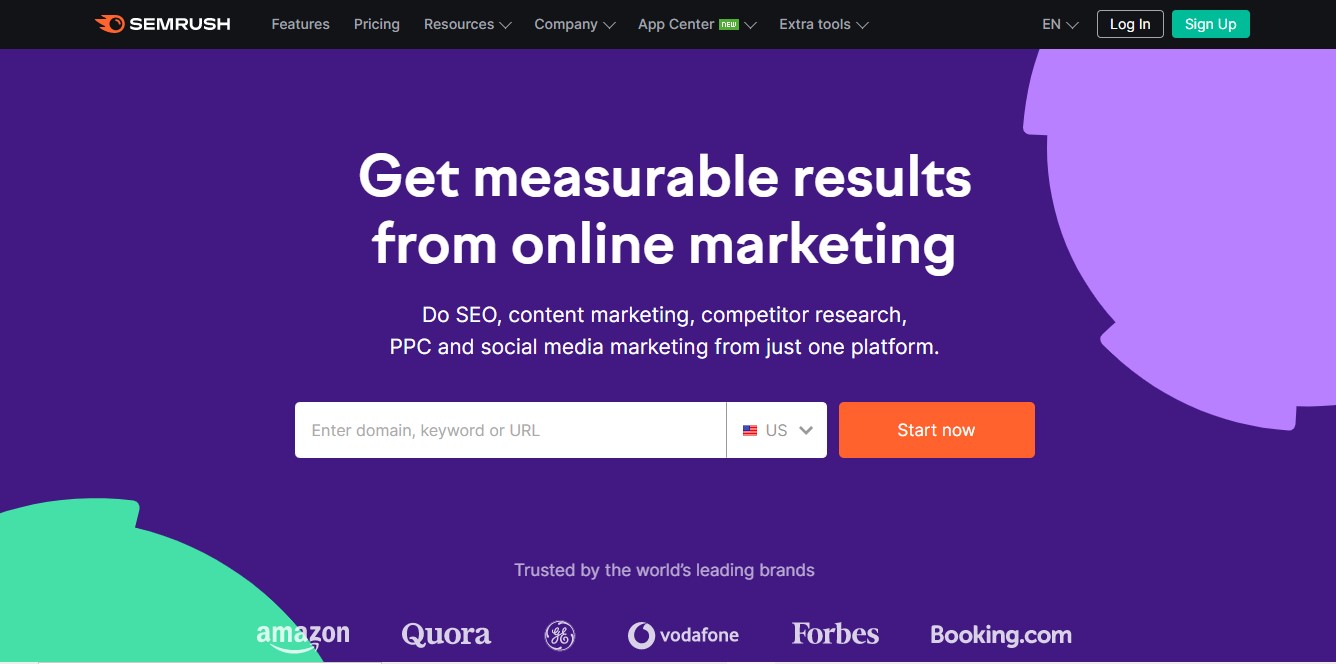 SEMRUSH Features Pricing Resources Company App Center NEW Extra tools EN Log In Sign Up
Get measurable results
from online marketing
Do SEO, content marketing, competitor research,
PPC and social media marketing from just one platform.
Enter domain, keyword or URL US Start now
Trusted by the world's leading brands
amazon Quora GE vodafone Forbes Booking.com